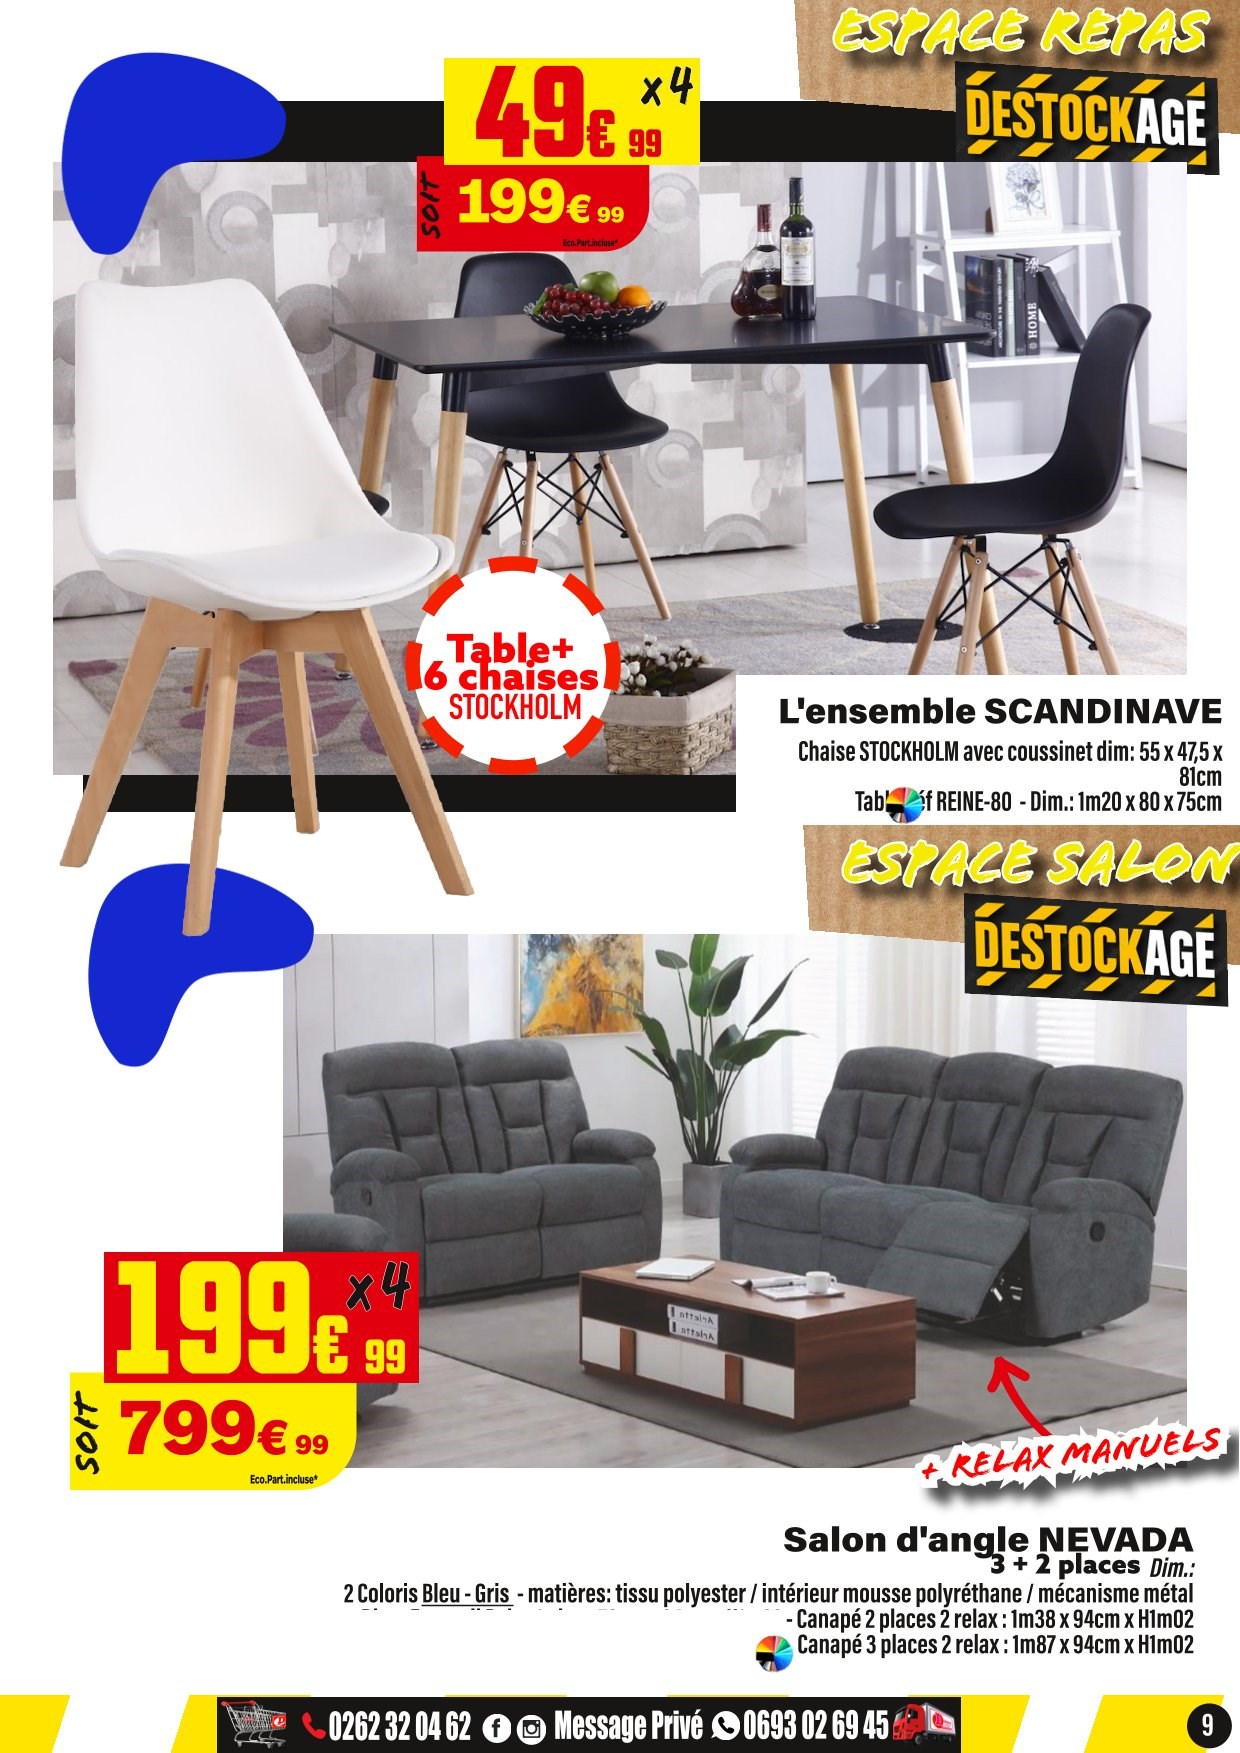 ESPACE REPAS
DESTOCKAGE
49€99 x4
SOIT 199€99
Eco.Part.incluse*
HOME
Table+
6 chaises
STOCKHOLM
L'ensemble SCANDINAVE
Chaise STOCKHOLM avec coussinet dim: 55 x 47,5 x
81cm
Tab éf REINE-80 - Dim.: 1m20 x 80 x 75cm
ESPACE SALON
DESTOCKAGE
199€99 x4
SOIT 799€99
Eco.Part.incluse*
Arletto
+ RELAX MANUELS
Salon d'angle NEVADA
3 + 2 places Dim.:
2 Coloris Bleu - Gris - matières: tissu polyester / intérieur mousse polyréthane / mécanisme métal
- Canapé 2 places 2 relax : 1m38 x 94cm x H1m02
Canapé 3 places 2 relax : 1m87 x 94cm x H1m02
0262 32 04 62 Message Privé 0693 02 69 45
9